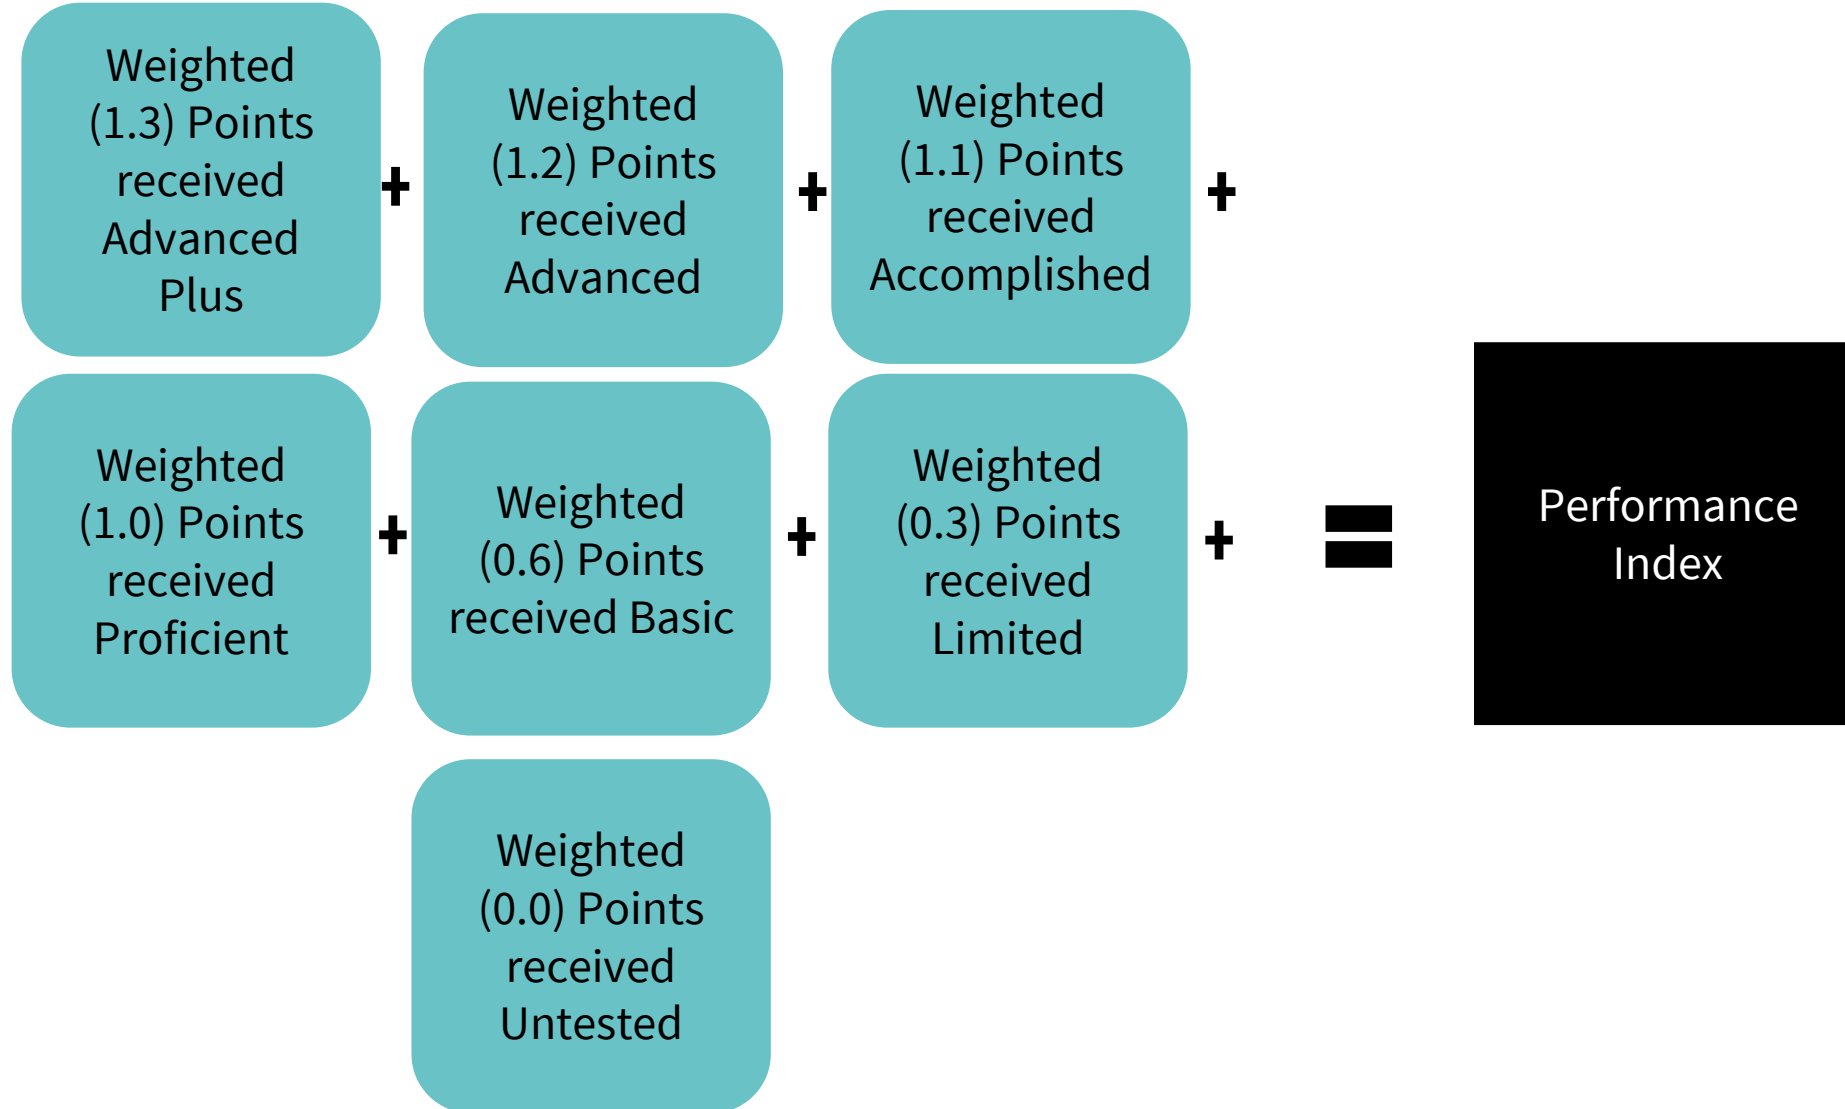 Weighted
(1.3) Points
received
Advanced
Plus
+
Weighted
(1.2) Points
received
Advanced
+
Weighted
(1.1) Points
received
Accomplished
+
Weighted
(1.0) Points
received
Proficient
+
Weighted
(0.6) Points
received Basic
+
Weighted
(0.3) Points
received
Limited
+
Weighted
(0.0) Points
received
Untested
=
Performance
Index